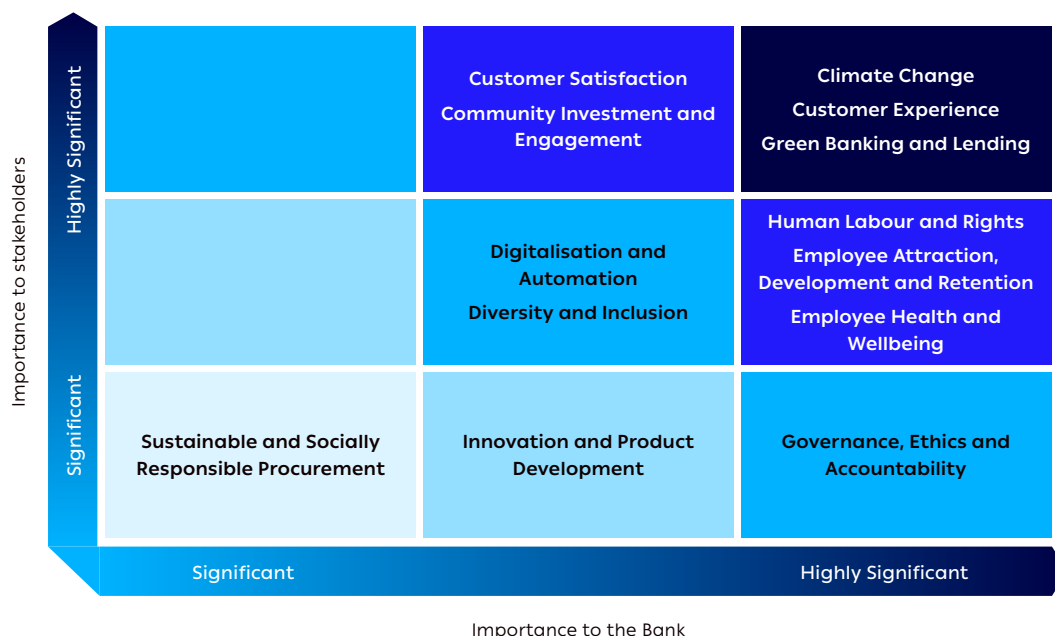 Importance to stakeholders
Highly Significant
Significant
Customer Satisfaction
Community Investment and
Engagement
Climate Change
Customer Experience
Green Banking and Lending
Digitalisation and
Automation
Diversity and Inclusion
Human Labour and Rights
Employee Attraction,
Development and Retention
Employee Health and
Wellbeing
Sustainable and Socially
Responsible Procurement
Innovation and Product
Development
Governance, Ethics and
Accountability
Significant
Highly Significant
Importance to the Bank